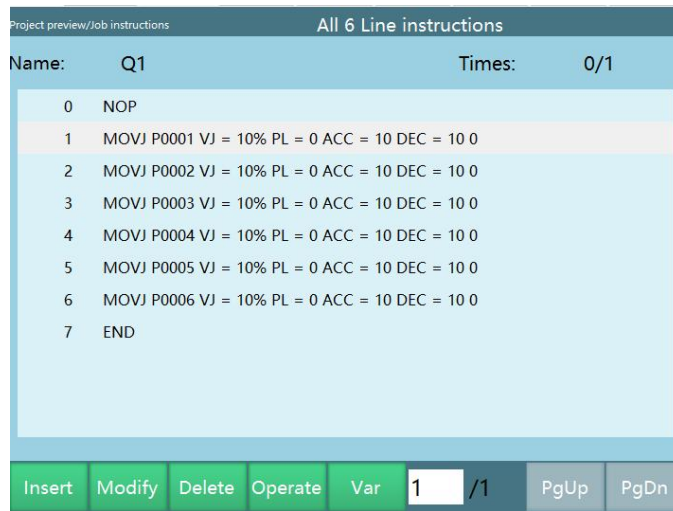 Project preview/Job instructions All 6 Line instructions
Name: Q1 Times: 0/1
0 NOP
1 MOVJ P0001 VJ = 10% PL = 0 ACC = 10 DEC = 10 0
2 MOVJ P0002 VJ = 10% PL = 0 ACC = 10 DEC = 10 0
3 MOVJ P0003 VJ = 10% PL = 0 ACC = 10 DEC = 10 0
4 MOVJ P0004 VJ = 10% PL = 0 ACC = 10 DEC = 10 0
5 MOVJ P0005 VJ = 10% PL = 0 ACC = 10 DEC = 10 0
6 MOVJ P0006 VJ = 10% PL = 0 ACC = 10 DEC = 10 0
7 END
Insert Modify Delete Operate Var 1 /1 PgUp PgDn